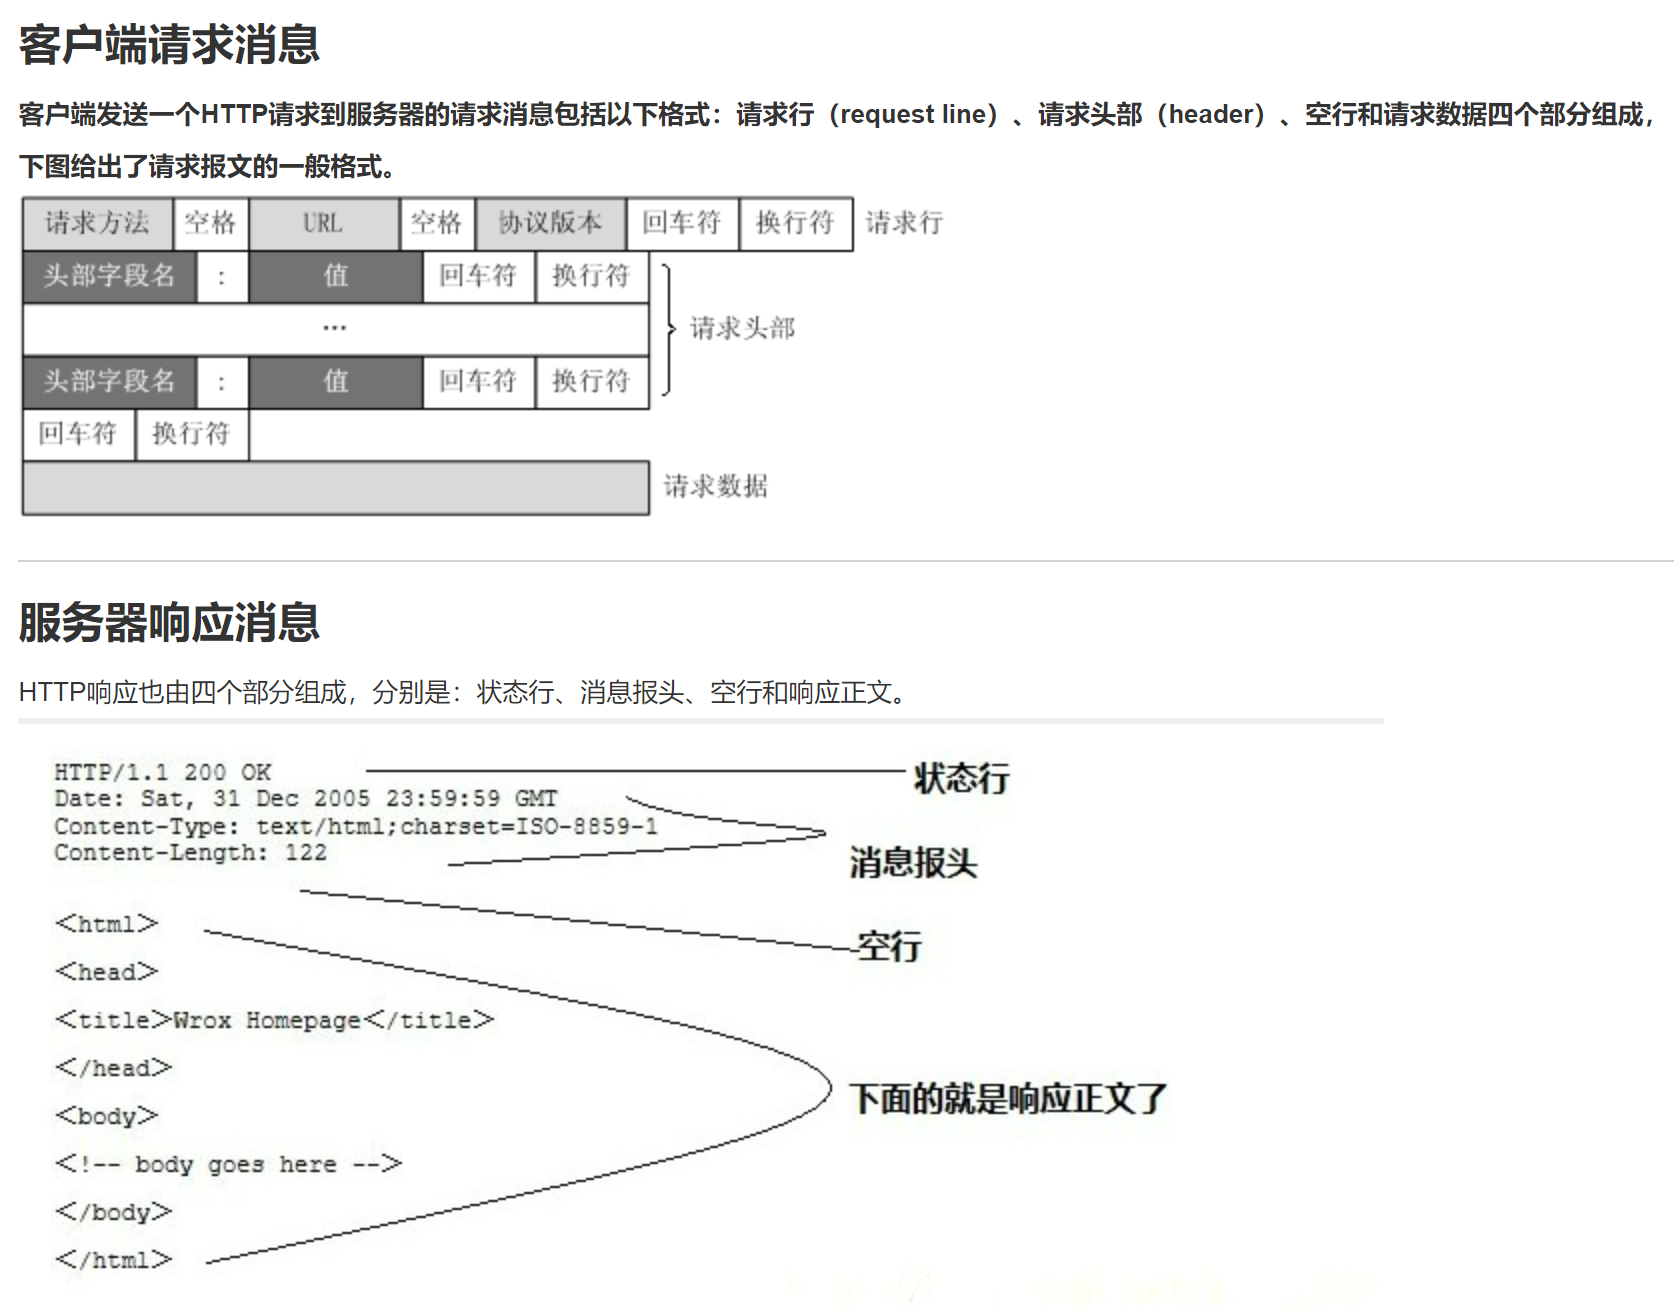 客户端请求消息
客户端发送一个HTTP请求到服务器的请求消息包括以下格式：请求行（request line）、请求头部（header）、空行和请求数据四个部分组成，
下图给出了请求报文的一般格式。
请求方法 空格 URL 空格 协议版本 回车符 换行符 请求行
头部字段名 : 值 回车符 换行符
... 请求头部
头部字段名 : 值 回车符 换行符
回车符 换行符
请求数据
服务器响应消息
HTTP响应也由四个部分组成，分别是：状态行、消息报头、空行和响应正文。
HTTP/1.1 200 OK 状态行
Date: Sat, 31 Dec 2005 23:59:59 GMT
Content-Type: text/html;charset=ISO-8859-1
Content-Length: 122 消息报头
<html> 空行
<head>
<title>Wrox Homepage</title>
</head>
<body> 下面的就是响应正文了
<!-- body goes here -->
</body>
</html>